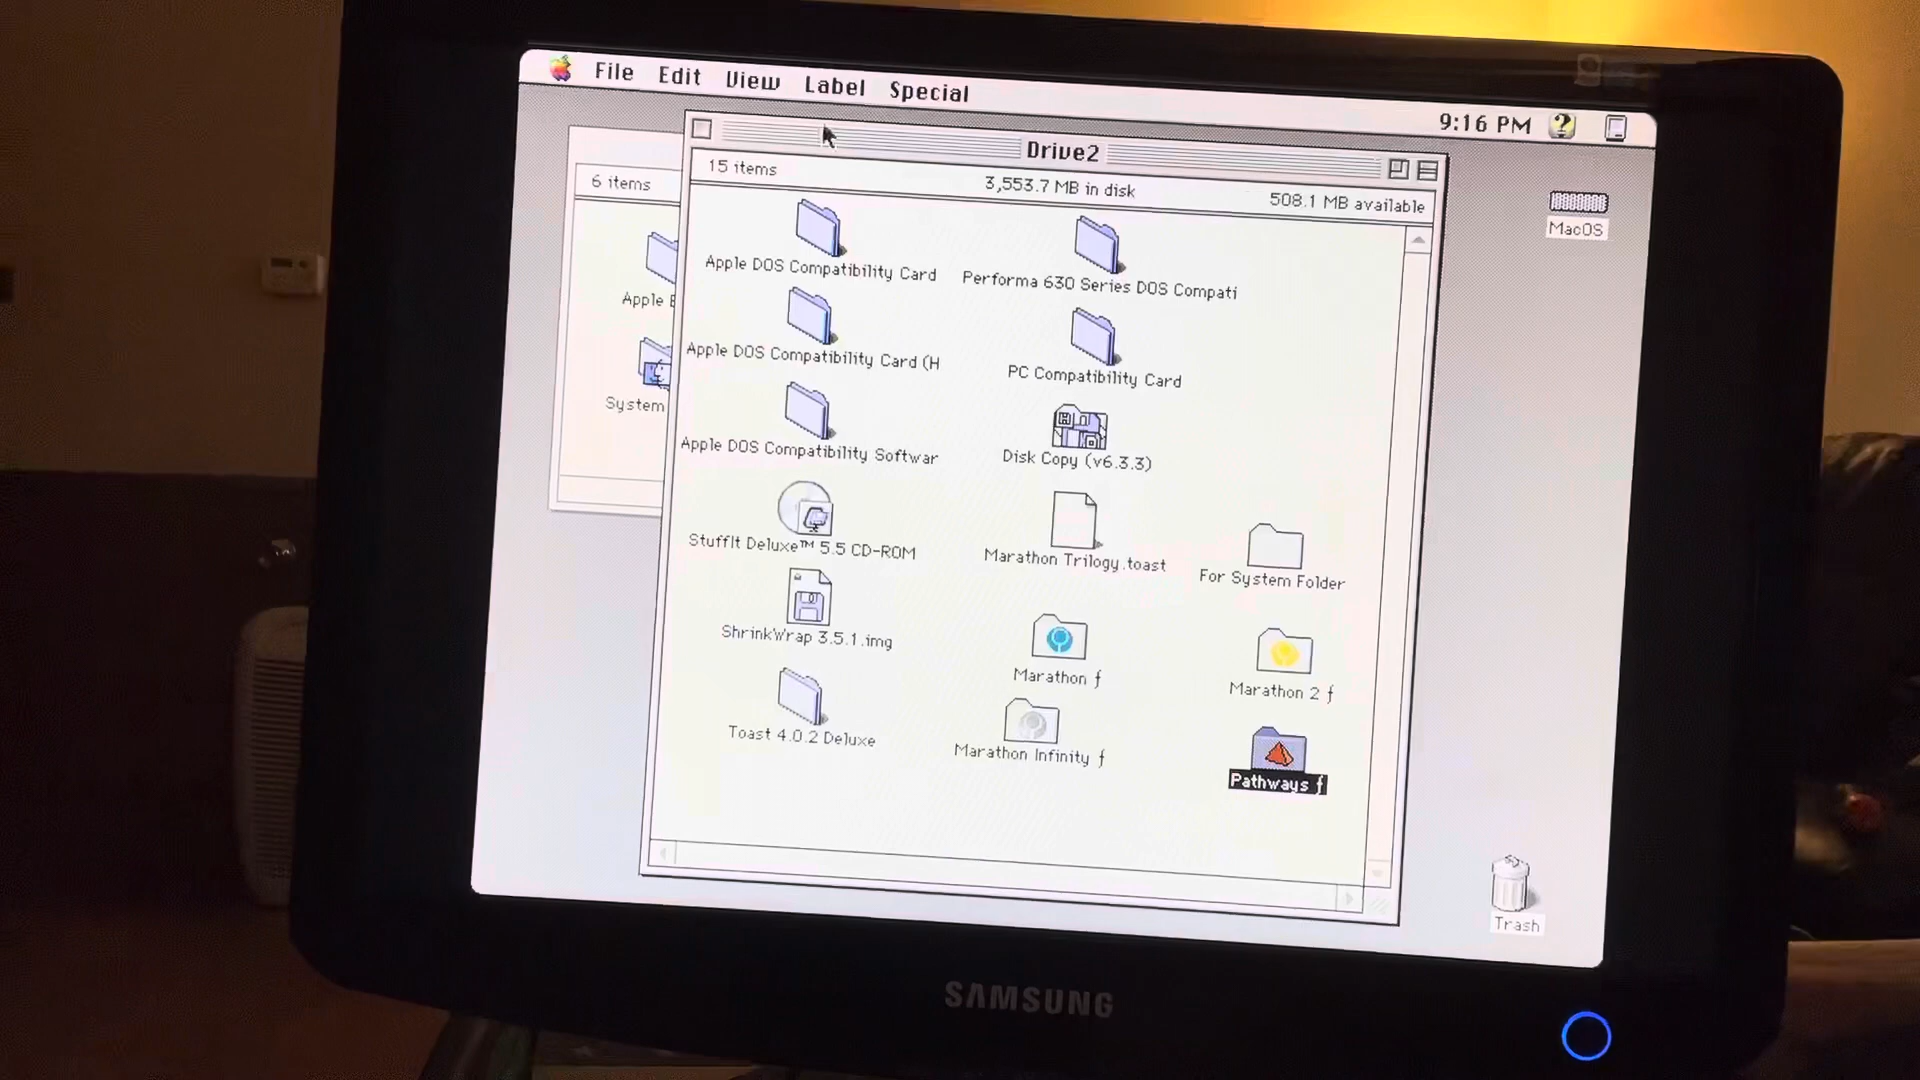 File Edit View Label Special
9:16 PM
Drive2
15 items
3,553.7 MB in disk
508.1 MB available
6 items
MacOS
Apple DOS Compatibility Card
Performa 630 Series DOS Compati
Apple
Apple DOS Compatibility Card (H
PC Compatibility Card
System
Apple DOS Compatibility Softwar
Disk Copy (v6.3.3)
StuffIt Deluxe™ 5.5 CD-ROM
Marathon Trilogy.toast
For System Folder
ShrinkWrap 3.5.1.img
Marathon ƒ
Marathon 2 ƒ
Toast 4.0.2 Deluxe
Marathon Infinity ƒ
Pathways ƒ
Trash
SAMSUNG